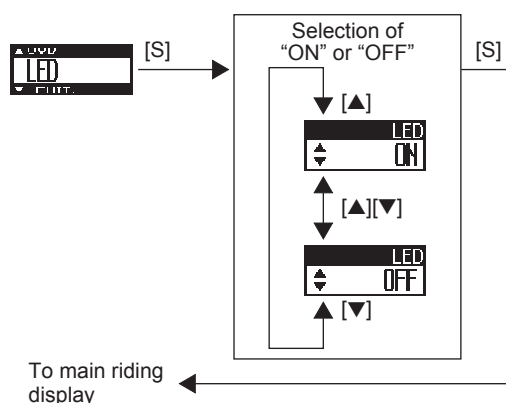 LED
[S]
Selection of
“ON” or “OFF”
[S]
[▲]
LED
ON
[▲][▼]
LED
OFF
[▼]
To main riding
display